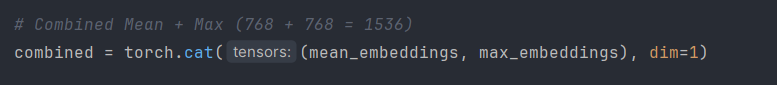 # Combined Mean + Max (768 + 768 = 1536)
combined = torch.cat( tensors: (mean_embeddings, max_embeddings), dim=1)